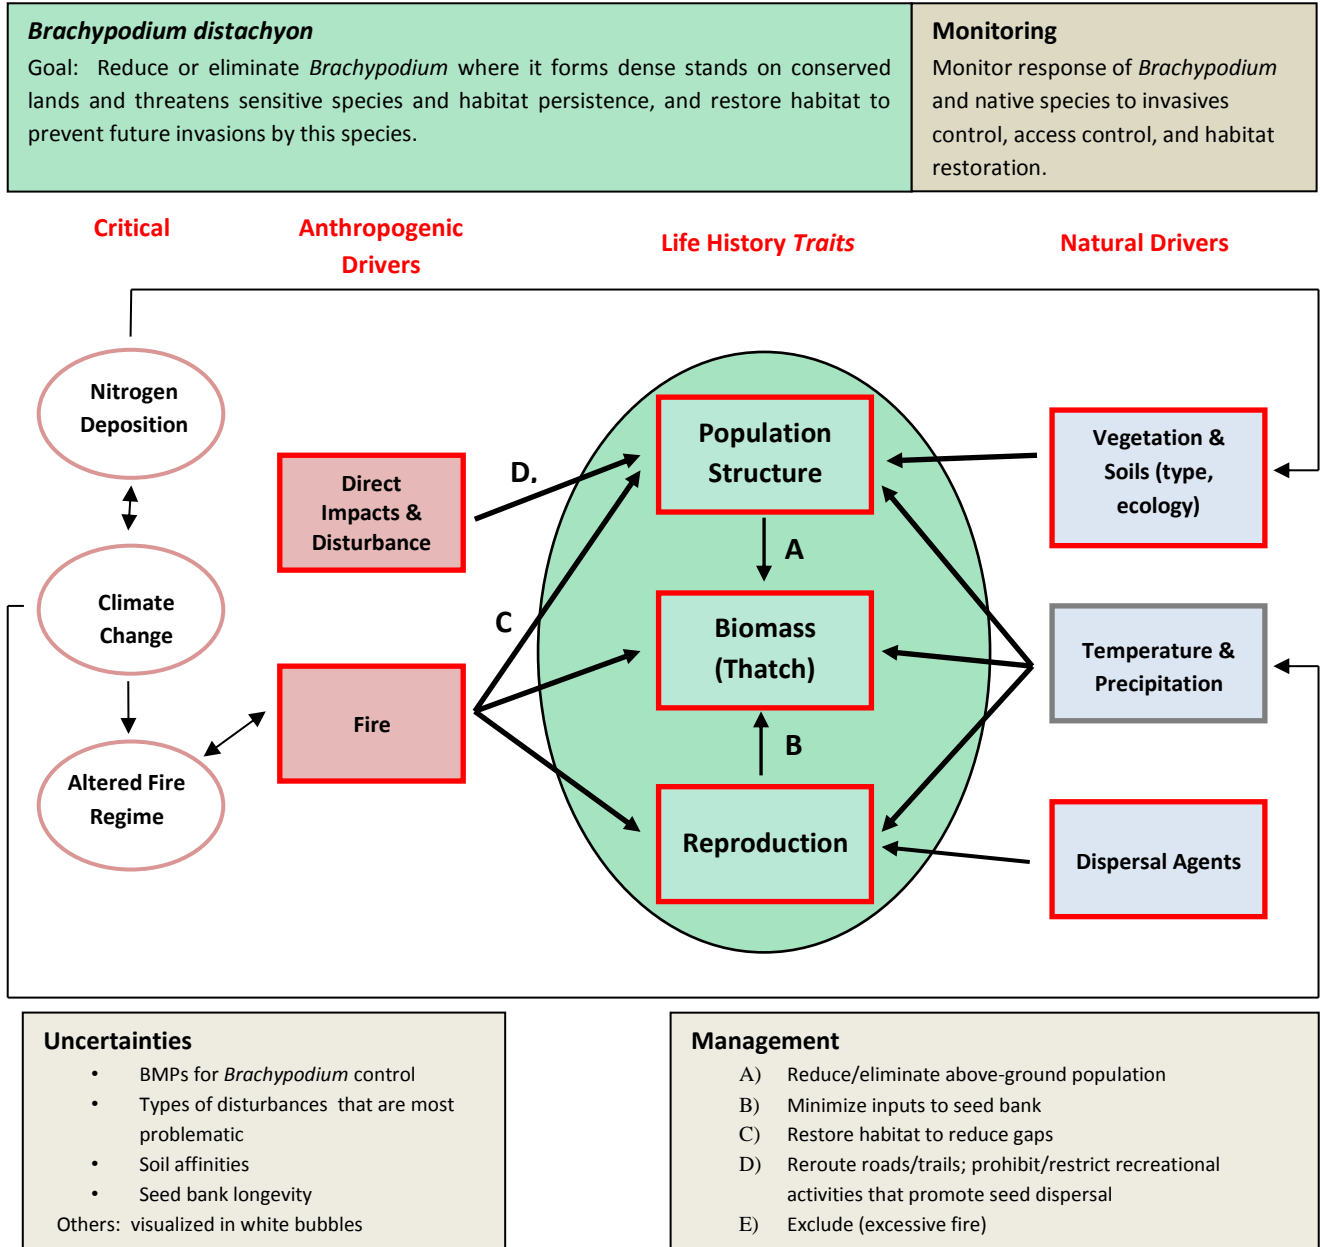 Brachypodium distachyon
Goal: Reduce or eliminate Brachypodium where it forms dense stands on conserved
lands and threatens sensitive species and habitat persistence, and restore habitat to
prevent future invasions by this species.
Monitoring
Monitor response of Brachypodium
and native species to invasives
control, access control, and habitat
restoration.
Critical
Anthropogenic
Drivers
Life History Traits
Natural Drivers
Nitrogen
Deposition
Climate
Change
Altered Fire
Regime
Direct
Impacts &
Disturbance
Fire
D,
C
Population
Structure
A
Biomass
(Thatch)
B
Reproduction
Vegetation &
Soils (type,
ecology)
Temperature &
Precipitation
Dispersal Agents
Uncertainties
• BMPs for Brachypodium control
• Types of disturbances that are most
problematic
• Soil affinities
• Seed bank longevity
Others: visualized in white bubbles
Management
A) Reduce/eliminate above-ground population
B) Minimize inputs to seed bank
C) Restore habitat to reduce gaps
D) Reroute roads/trails; prohibit/restrict recreational
activities that promote seed dispersal
E) Exclude (excessive fire)